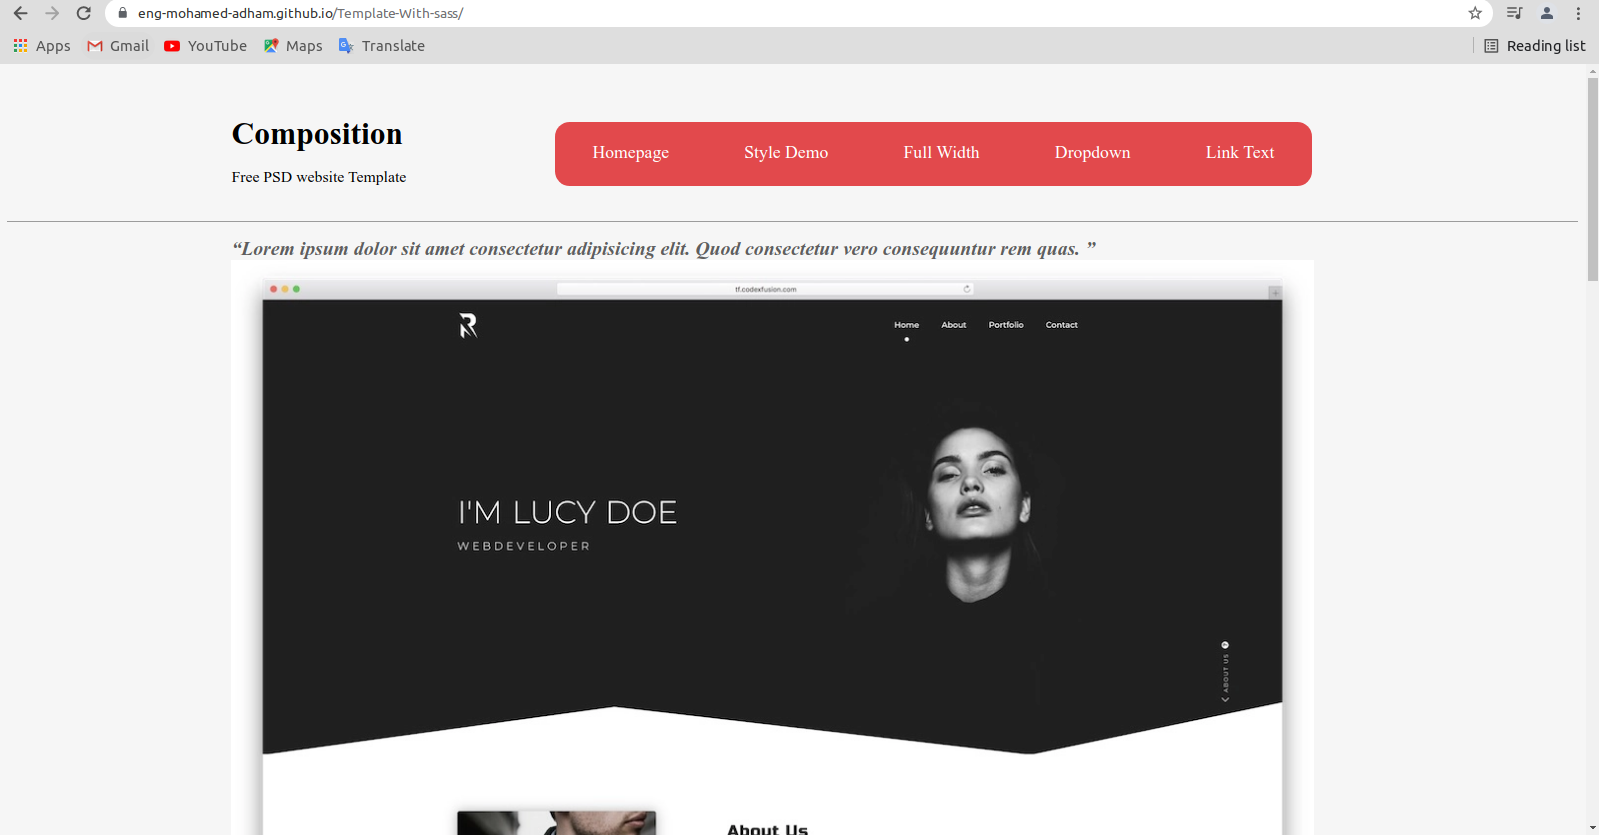 eng-mohamed-adham.github.io/Template-With-sass/
Apps Gmail YouTube Maps Translate Reading list
Composition
Free PSD website Template
Homepage Style Demo Full Width Dropdown Link Text
“Lorem ipsum dolor sit amet consectetur adipisicing elit. Quod consectetur vero consequuntur rem quas. ”
tf.codexfusion.com
R
Home About Portfolio Contact
I'M LUCY DOE
WEBDEVELOPER
ABOUT US
About Us